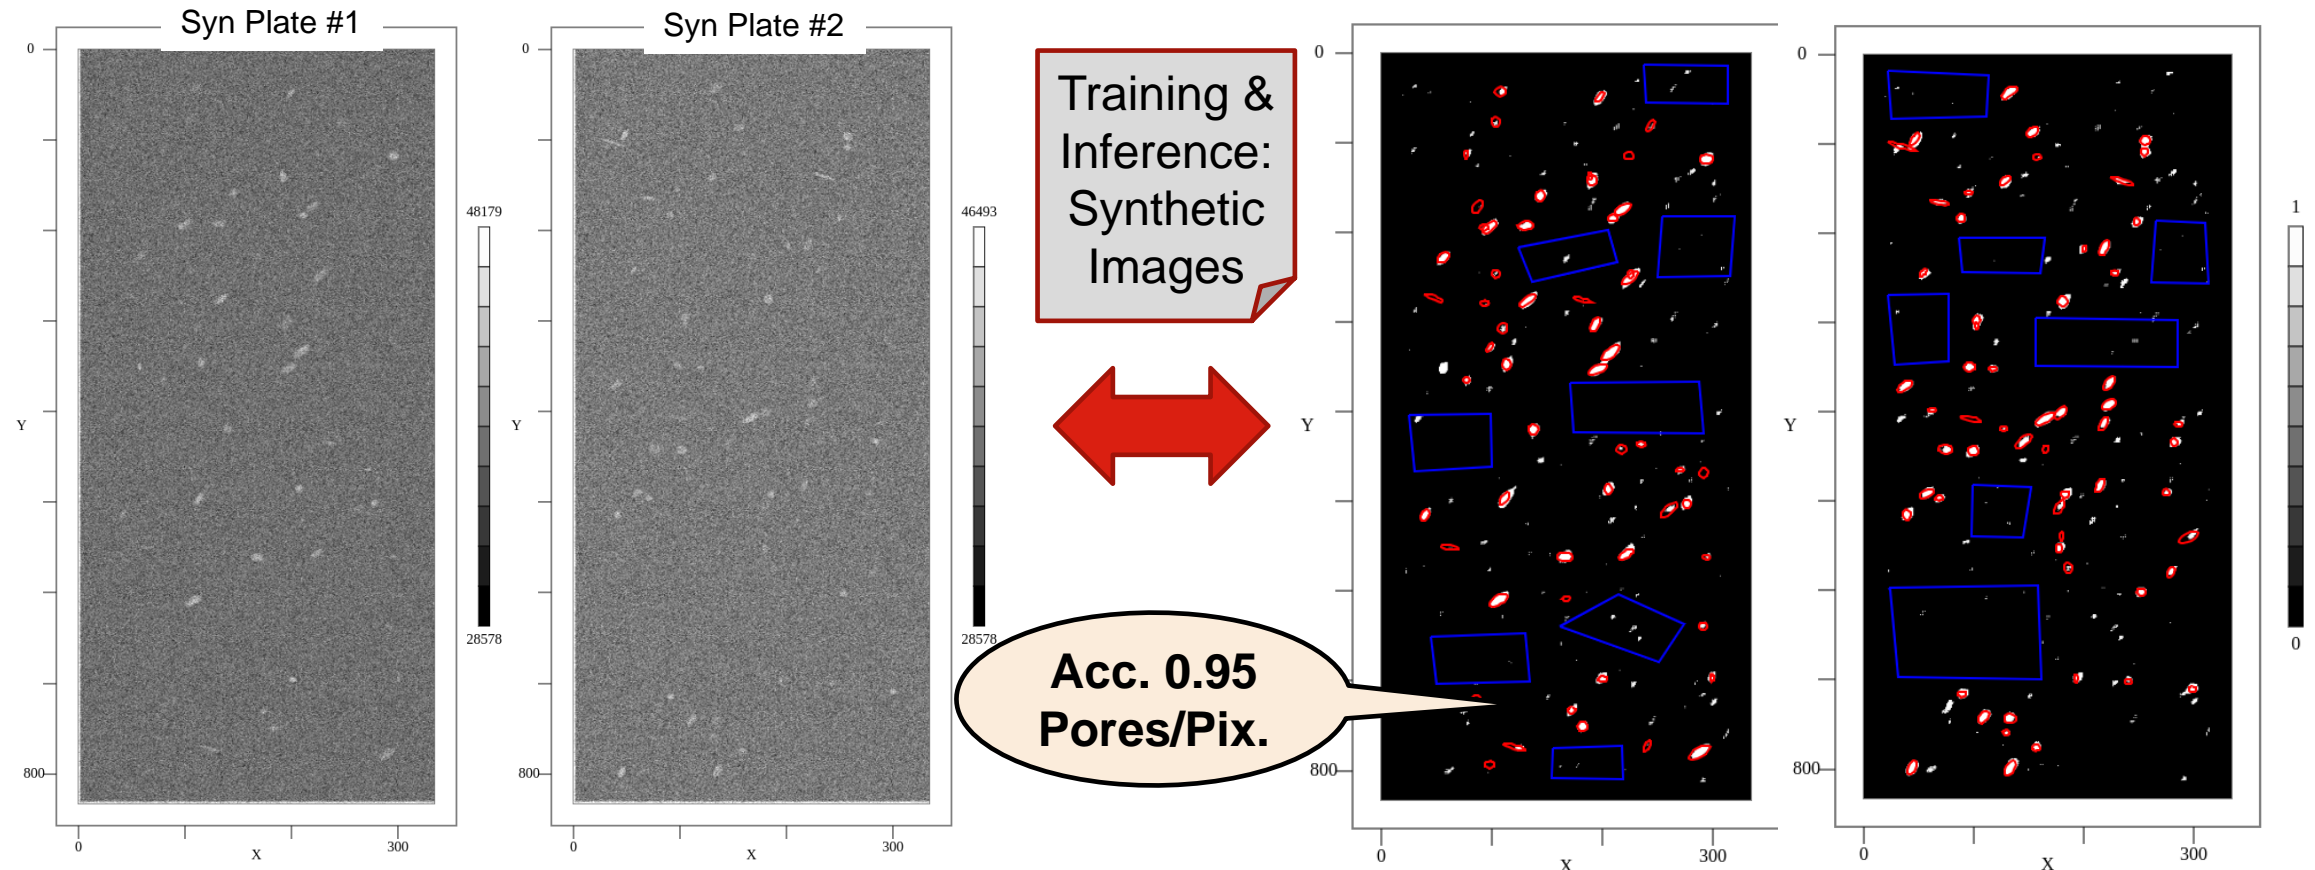 Syn Plate #1
0
800
Y
0
300
X
48179
28578
Syn Plate #2
0
800
Y
0
300
X
46493
28578
Training &
Inference:
Synthetic
Images
Acc. 0.95
Pores/Pix.
0
800
Y
0
300
X
0
800
Y
0
300
X
1
0